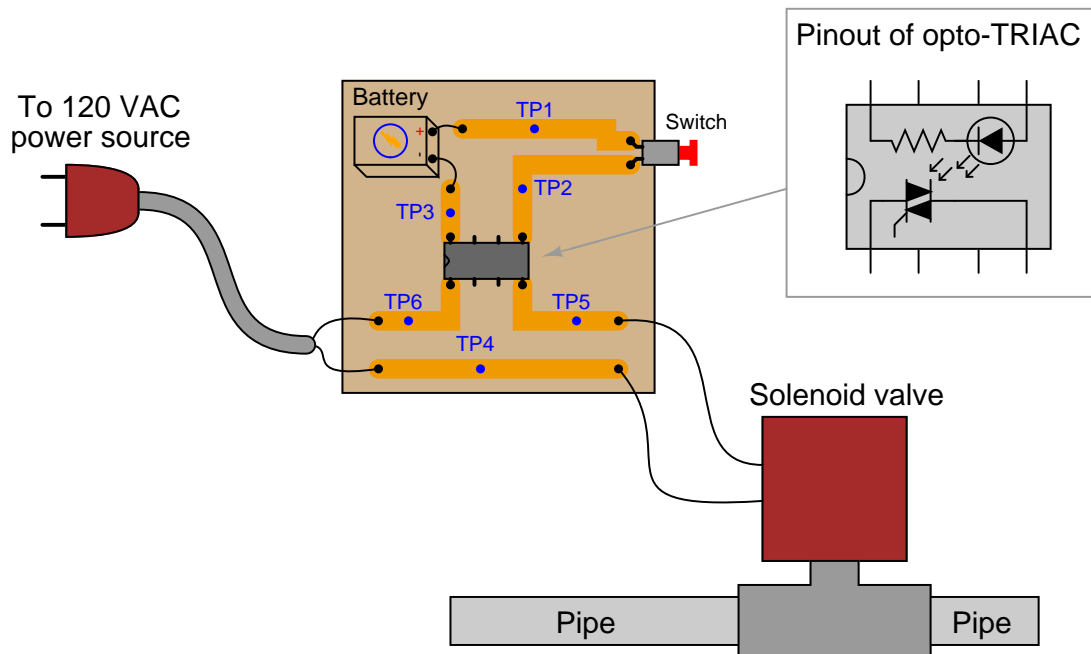 Pinout of opto-TRIAC
To 120 VAC
power source
Battery
+
-
TP1
Switch
TP2
TP3
TP6
TP5
TP4
Solenoid valve
Pipe
Pipe